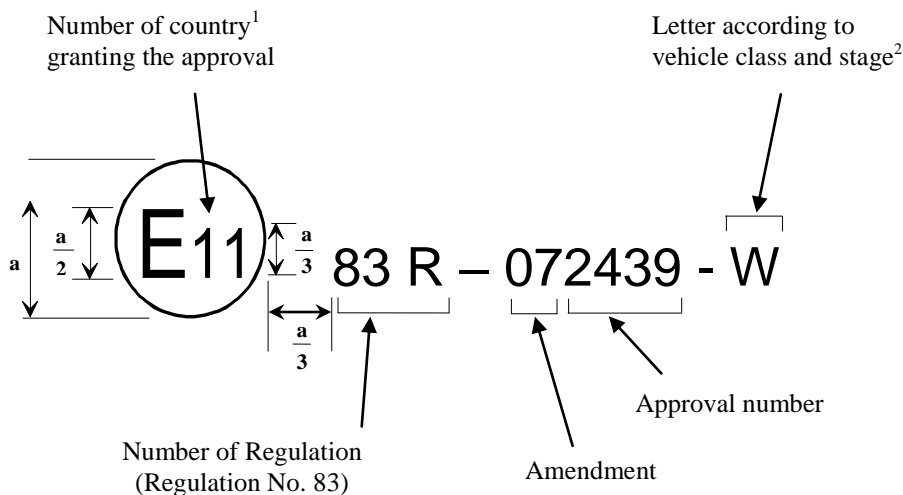 Number of country1
granting the approval
Letter according to
vehicle class and stage2
a
a
2
E11
a
3
83 R – 072439 - W
a
3
Approval number
Number of Regulation
(Regulation No. 83)
Amendment